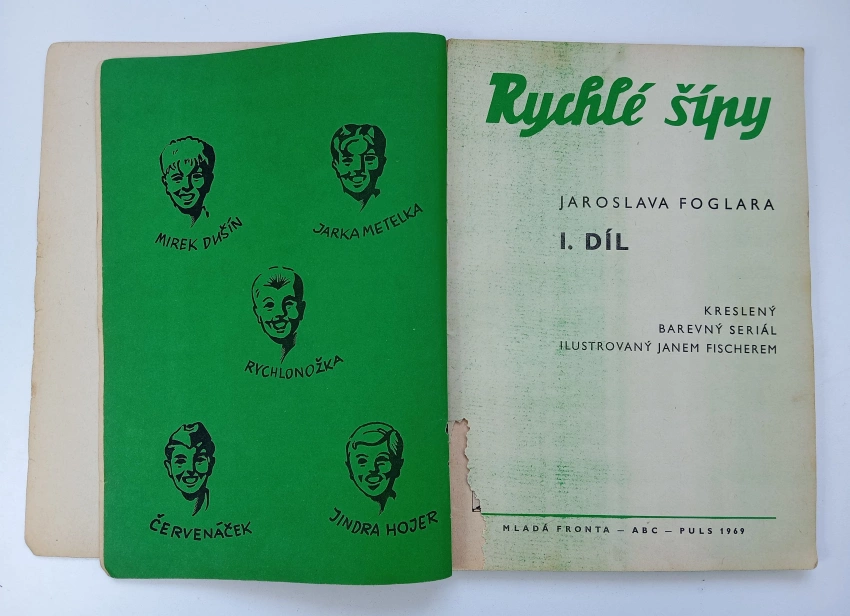 MIREK DUŠÍN
JARKA METELKA
RYCHLONOŽKA
ČERVENÁČEK
JINDRA HOJER
Rychlé šípy
JAROSLAVA FOGLARA
I. DÍL
KRESLENÝ
BAREVNÝ SERIÁL
ILUSTROVANÝ JANEM FISCHEREM
MLADÁ FRONTA — ABC — PULS 1969